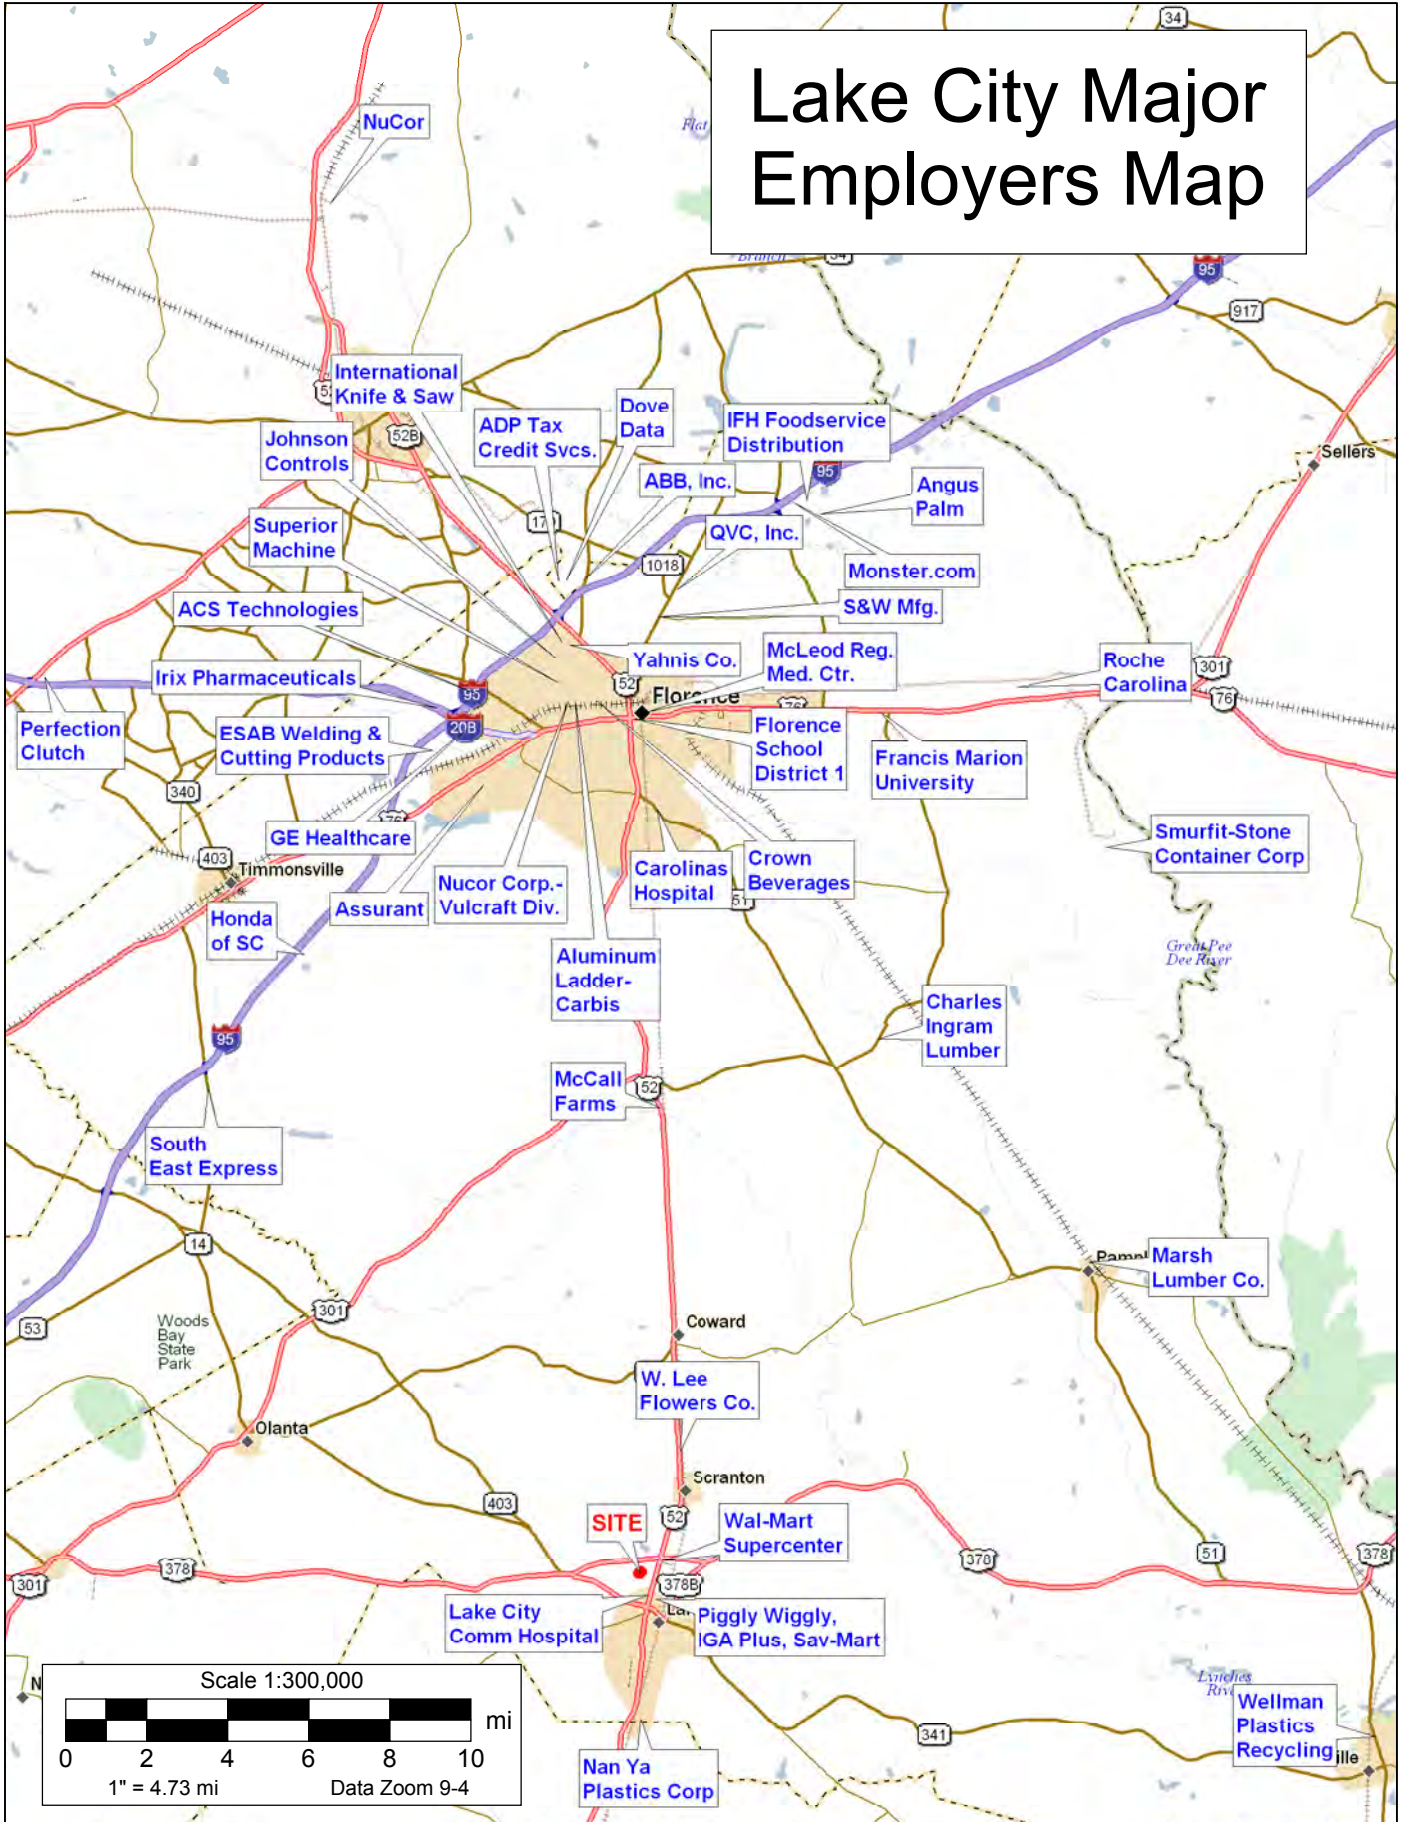 Lake City Major
Employers Map
34
NuCor
Flat
Branch
34
95
917
International
Knife & Saw
52
52B
Johnson
Controls
ADP Tax
Credit Svcs.
Dove
Data
IFH Foodservice
Distribution
95
Sellers
ABB, Inc.
Angus
Palm
Superior
Machine
QVC, Inc.
1018
Monster.com
ACS Technologies
S&W Mfg.
Yahnis Co.
McLeod Reg.
Med. Ctr.
Roche
Carolina
301
76
Irix Pharmaceuticals
95
52
Florence
76
20B
Perfection
Clutch
ESAB Welding &
Cutting Products
Florence
School
District 1
Francis Marion
University
340
76
GE Healthcare
Smurfit-Stone
Container Corp
403
Timmonsville
Nucor Corp.-
Vulcraft Div.
Carolinas
Hospital
Crown
Beverages
51
Assurant
Honda
of SC
Aluminum
Ladder-
Carbis
Great Pee
Dee River
Charles
Ingram
Lumber
95
McCall
Farms
52
South
East Express
14
Pampl
Marsh
Lumber Co.
301
53
Woods
Bay
State
Park
Coward
W. Lee
Flowers Co.
Olanta
Scranton
403
SITE
52
Wal-Mart
Supercenter
378
378
51
378
301
378B
Lake City
Comm Hospital
La
Piggly Wiggly,
IGA Plus, Sav-Mart
N
Scale 1:300,000
mi
0 2 4 6 8 10
1" = 4.73 mi Data Zoom 9-4
Lynches
River
Wellman
Plastics
Recycling
ille
341
Nan Ya
Plastics Corp